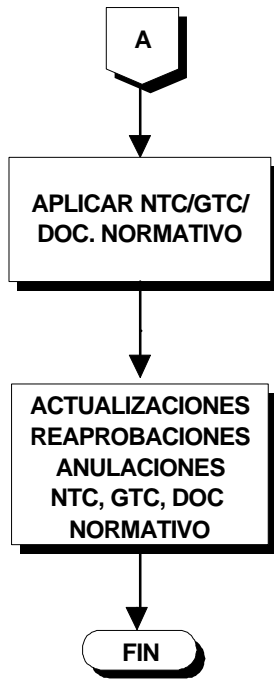 A
APLICAR NTC/GTC/
DOC. NORMATIVO
ACTUALIZACIONES
REAPROBACIONES
ANULACIONES
NTC, GTC, DOC
NORMATIVO
FIN